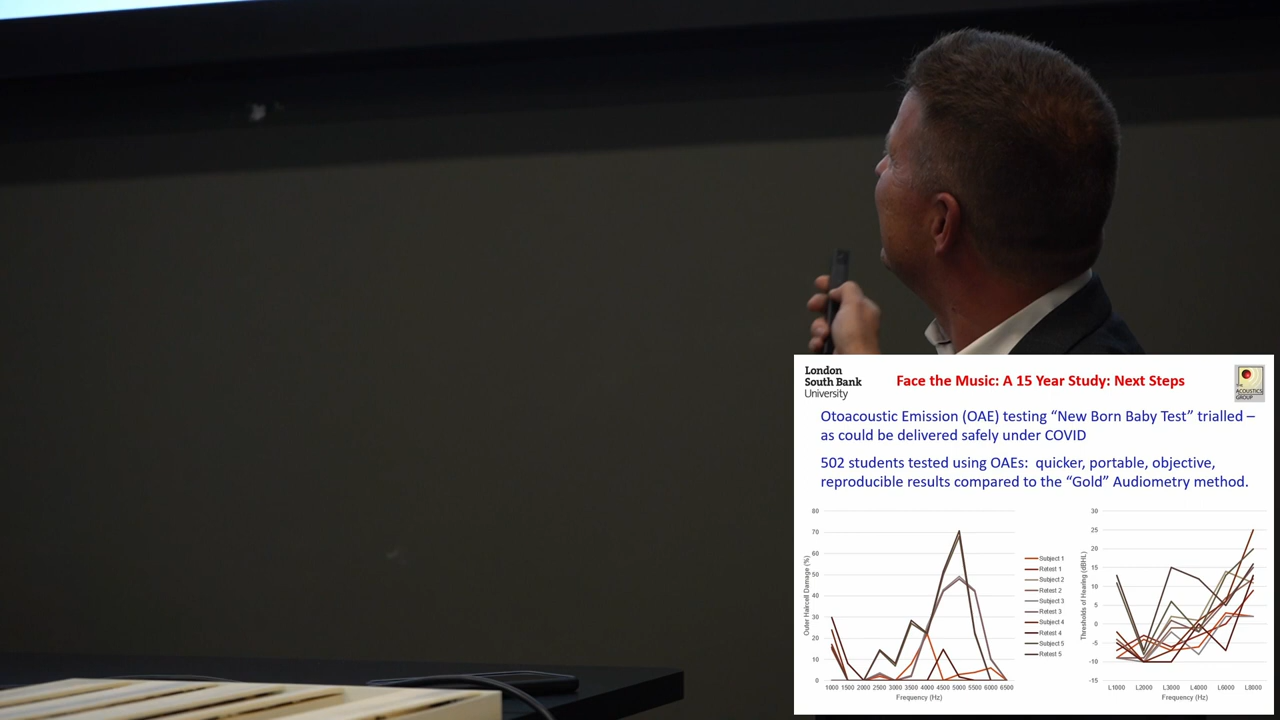 London
South Bank
University
Face the Music: A 15 Year Study: Next Steps
THE
ACOUSTICS
GROUP
Otoacoustic Emission (OAE) testing “New Born Baby Test” trialled –
as could be delivered safely under COVID
502 students tested using OAEs: quicker, portable, objective,
reproducible results compared to the “Gold” Audiometry method.
80
70
60
50
40
30
20
10
0
Outer Haircell Damage (%)
1000 1500 2000 2500 3000 3500 4000 4500 5000 5500 6000 6500
Frequency (Hz)
Subject 1
Retest 1
Subject 2
Retest 2
Subject 3
Retest 3
Subject 4
Retest 4
Subject 5
Retest 5
30
25
20
15
10
5
0
-5
-10
-15
Thresholds of Hearing (dBHL)
L1000 L2000 L3000 L4000 L6000 L8000
Frequency (Hz)